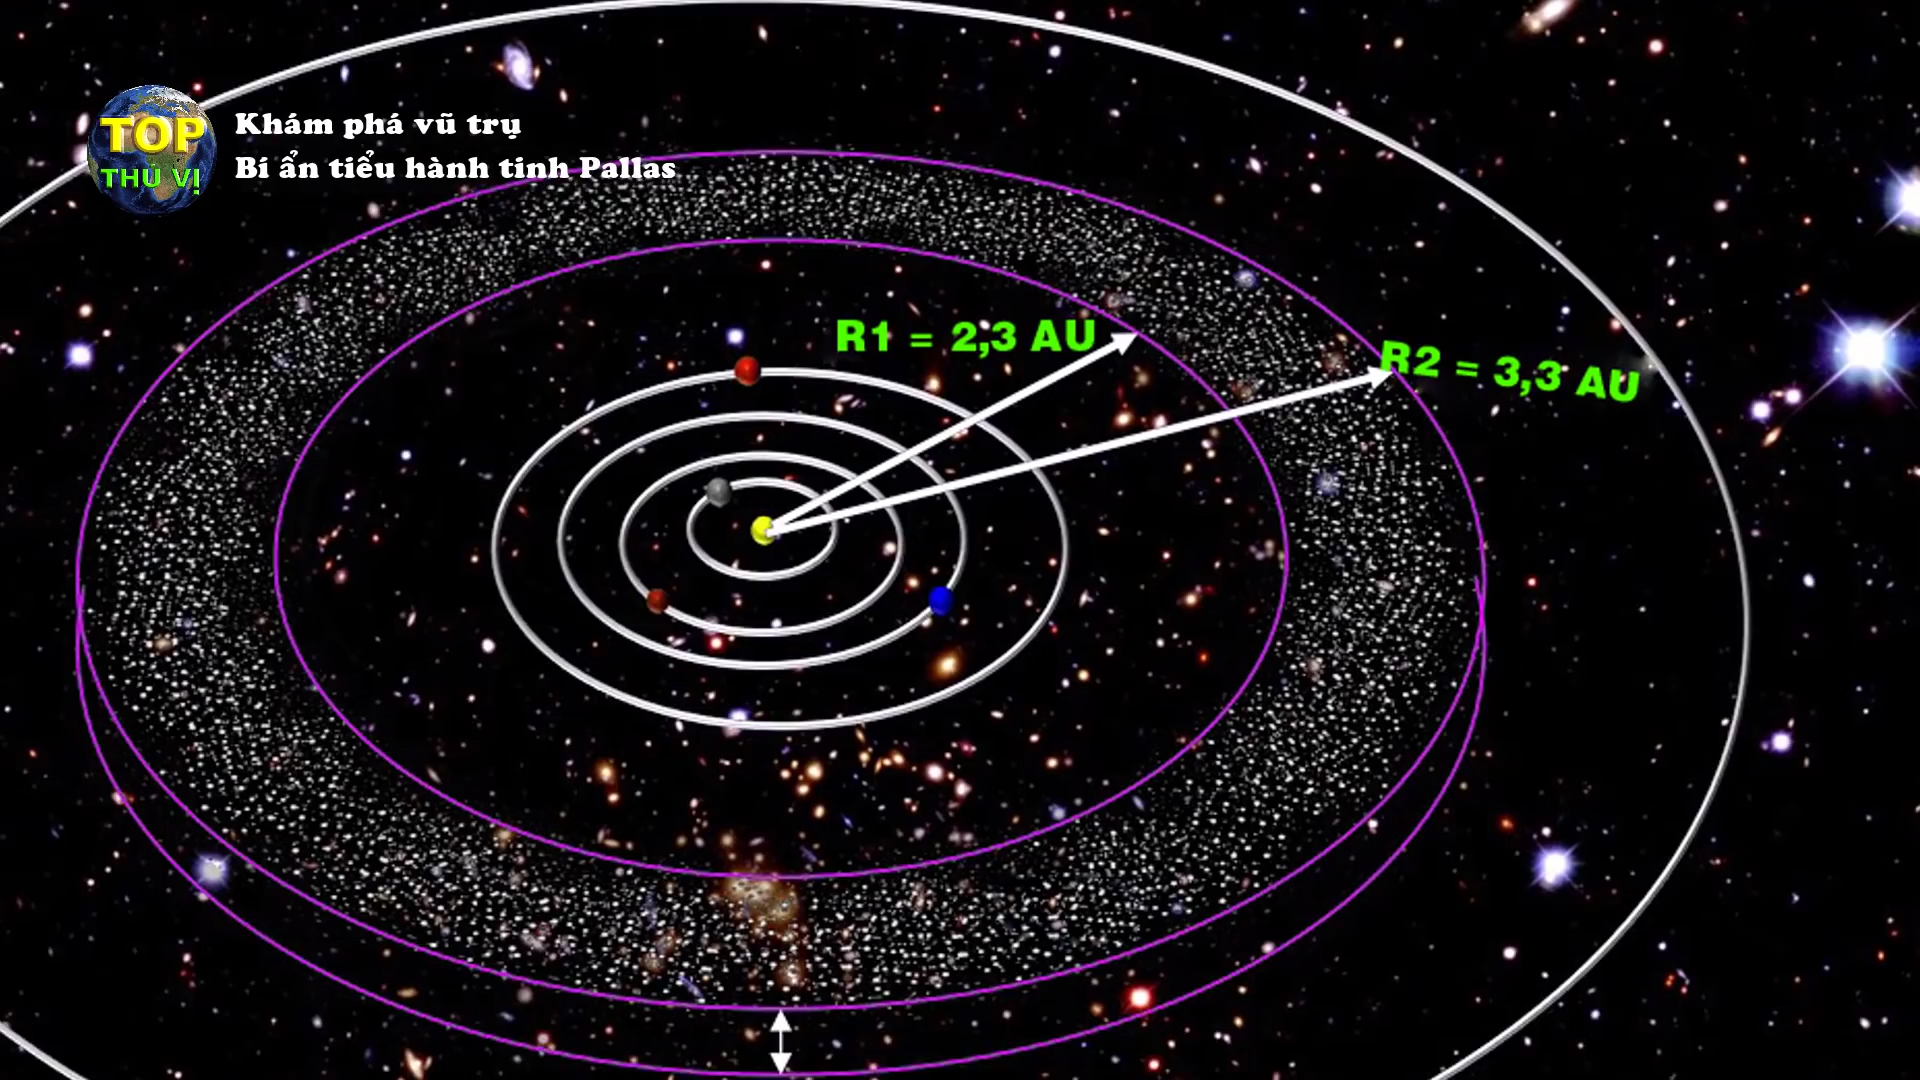 TOP
THÚ VỊ
Khám phá vũ trụ
Bí ẩn tiểu hành tinh Pallas
R1 = 2,3 AU
R2 = 3,3 AU